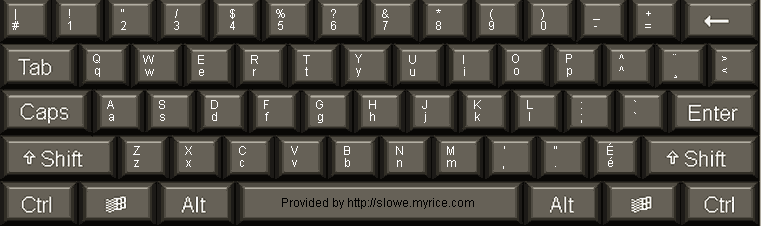 | ! " / $ % ? & * ( ) _ +
# 1 2 3 4 5 6 7 8 9 0 - = ←
Tab Q W E R T Y U I O P ^ ¨ >
q w e r t y u i o p ^ ¸ <
Caps A S D F G H J K L : ` Enter
a s d f g h j k l ; `
⇧ Shift Z X C V B N M ' " É ⇧ Shift
z x c v b n m , . é
Ctrl Alt Provided by http://slowe.myrice.com Alt Ctrl